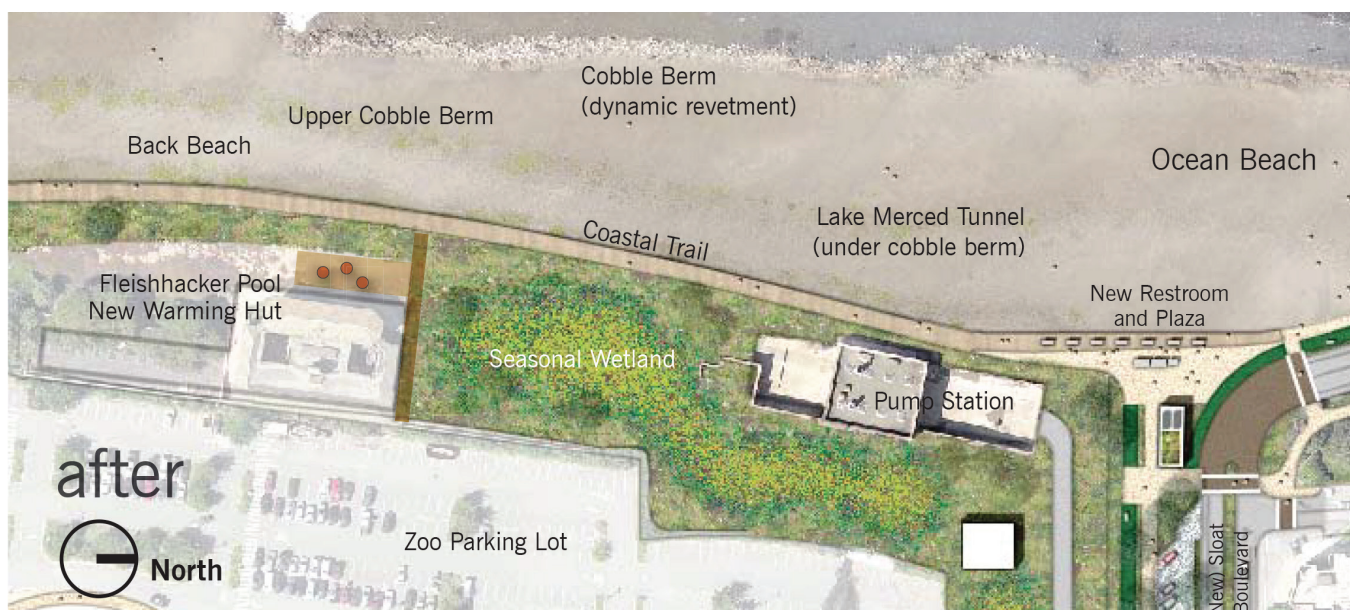 Cobble Berm
(dynamic revetment)
Upper Cobble Berm
Back Beach
Ocean Beach
Lake Merced Tunnel
(under cobble berm)
Coastal Trail
Fleishhacker Pool
New Warming Hut
New Restroom
and Plaza
Seasonal Wetland
Pump Station
after
Zoo Parking Lot
North
Sloat
Boulevard